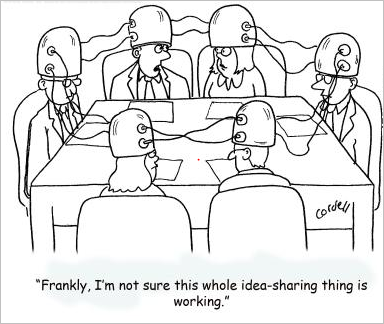 Cordell
"Frankly, I'm not sure this whole idea-sharing thing is
working."